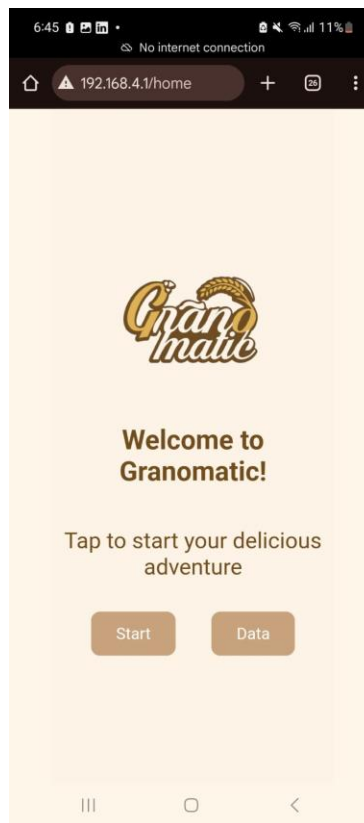 6:45 11%
No internet connection
192.168.4.1/home 26
Grano
matic
Welcome to
Granomatic!
Tap to start your delicious
adventure
Start Data